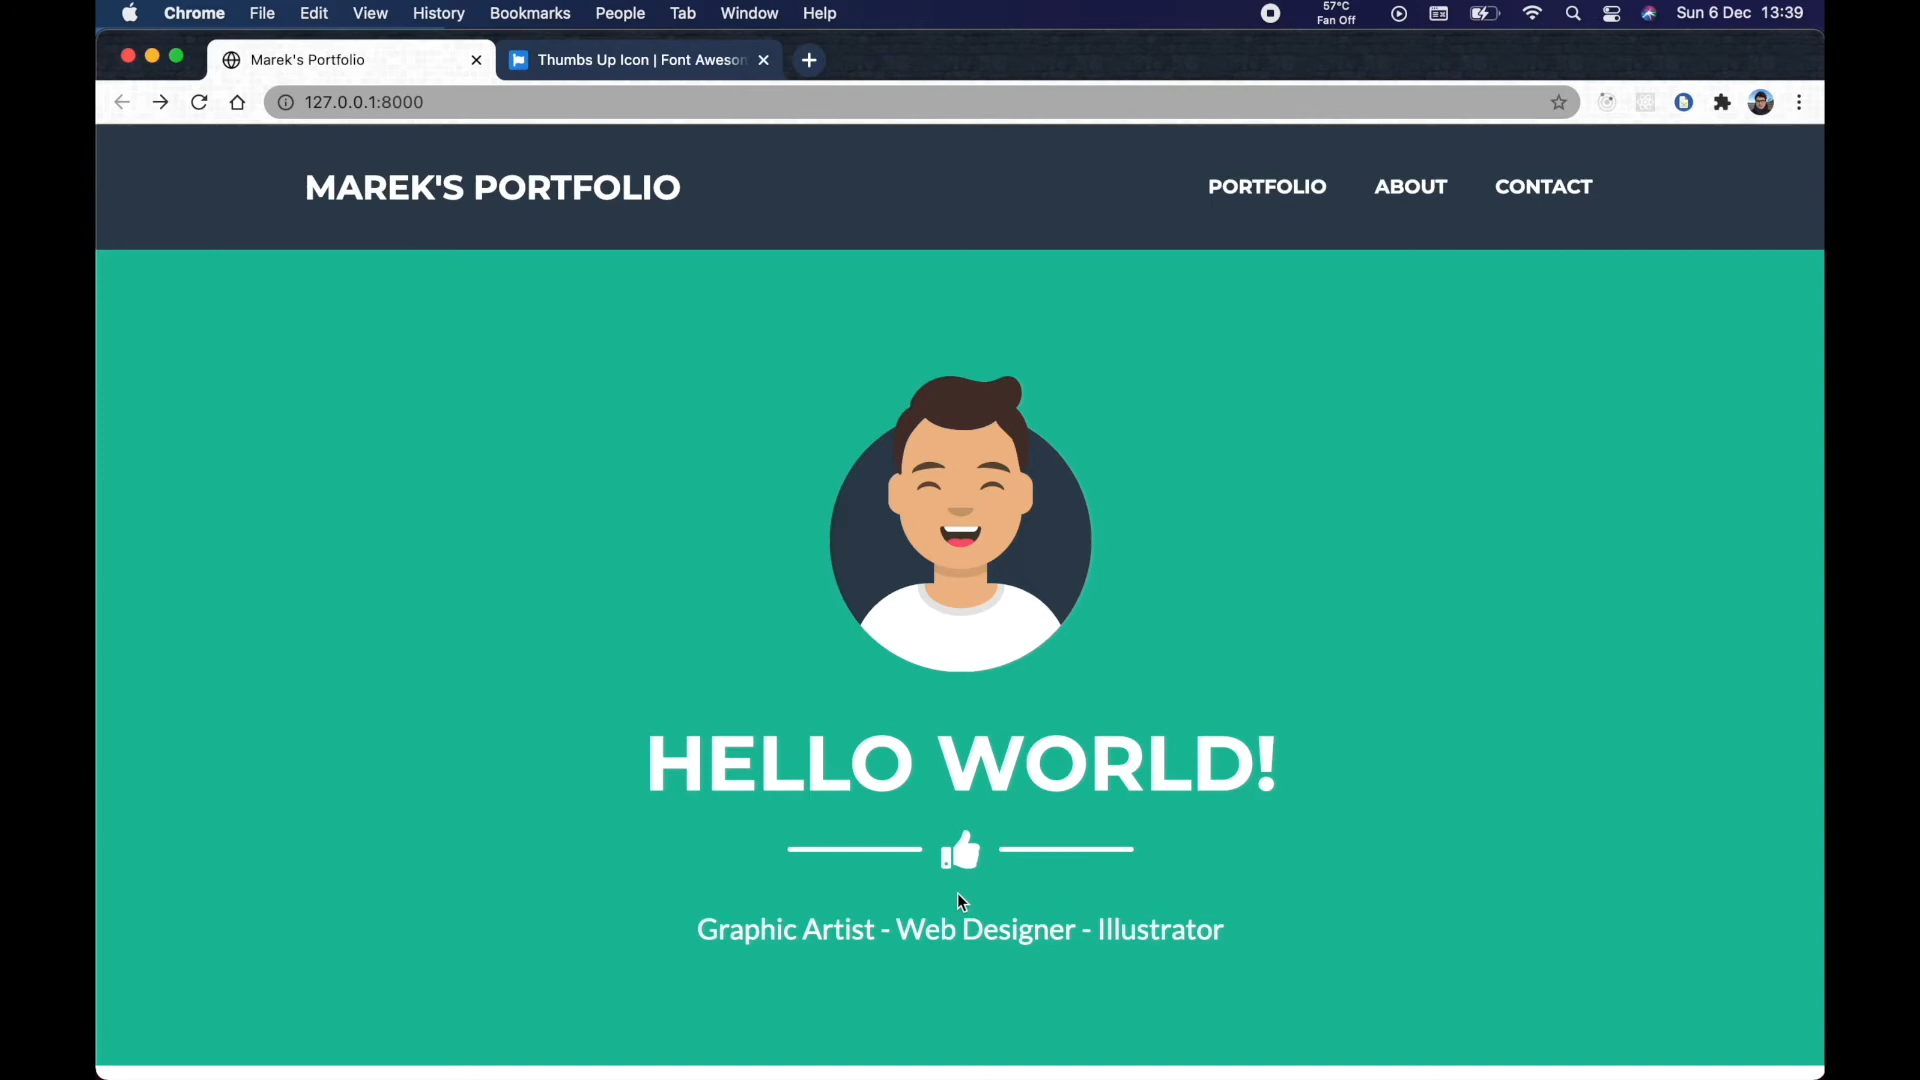 Chrome File Edit View History Bookmarks People Tab Window Help 57°C Fan Off Sun 6 Dec 13:39
Marek's Portfolio Thumbs Up Icon | Font Aweson
127.0.0.1:8000
MAREK'S PORTFOLIO PORTFOLIO ABOUT CONTACT
HELLO WORLD!
Graphic Artist - Web Designer - Illustrator